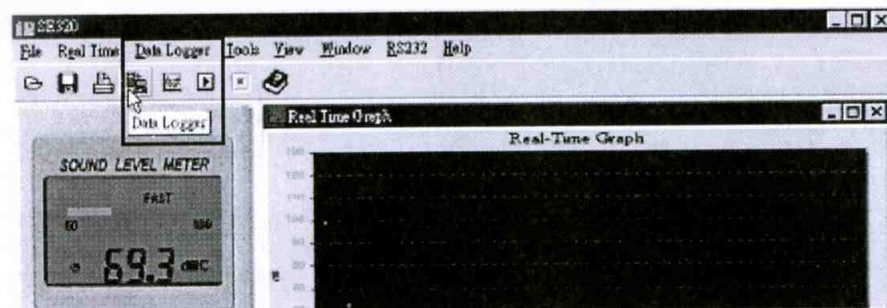 SE320
File Real Time Data Logger Tools View Window RS232 Help
Data Logger
Real Time Graph
Real-Time Graph
SOUND LEVEL METER
FAST
69.3 dBC